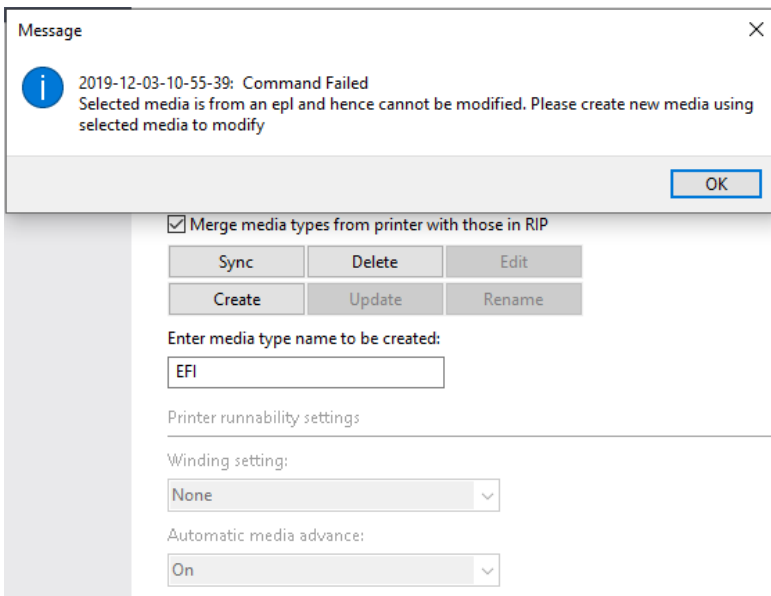 Message
2019-12-03-10-55-39:  Command Failed
Selected media is from an epl and hence cannot be modified. Please create new media using
selected media to modify
OK
Merge media types from printer with those in RIP
Sync
Delete
Edit
Create
Update
Rename
Enter media type name to be created:
EFI
Printer runnability settings
Winding setting:
None
Automatic media advance:
On